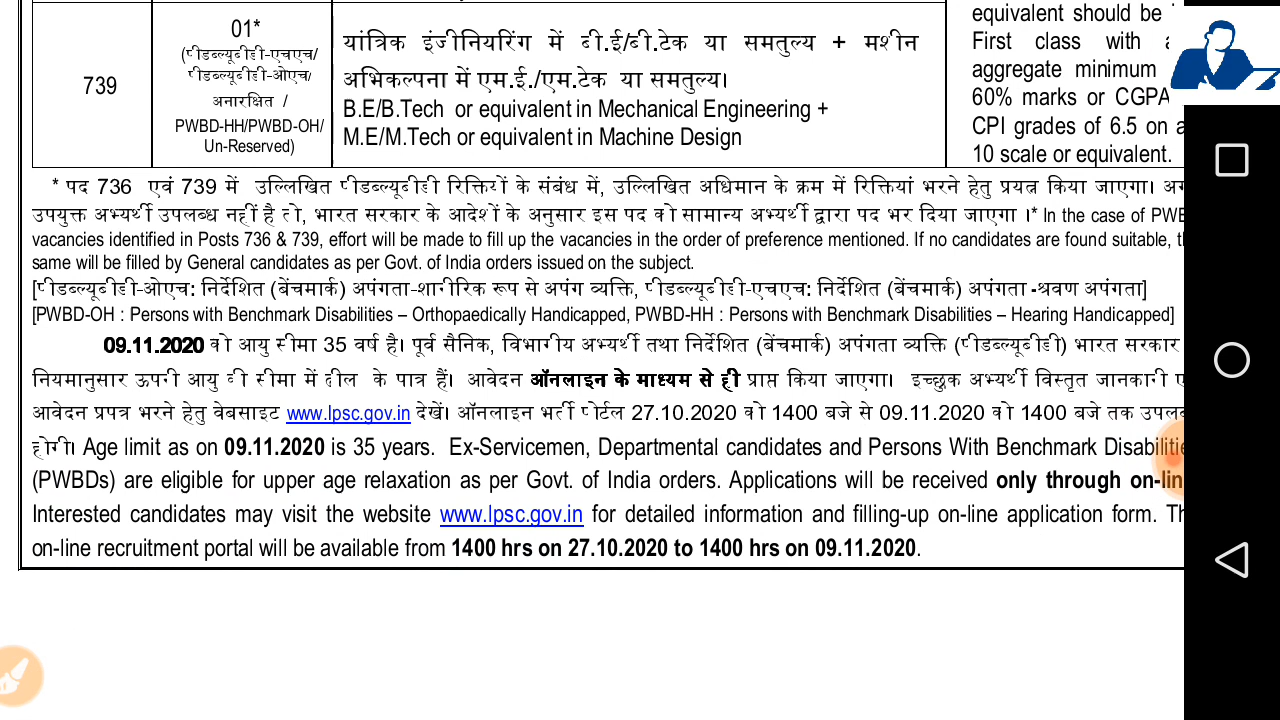 equivalent should be
First class with a
aggregate minimum
60% marks or CGPA
CPI grades of 6.5 on a
10 scale or equivalent.
739
01*
(पीडब्ल्यूबीडी-एचएच/
पीडब्ल्यूबीडी-ओएच/
अनारक्षित /
PWBD-HH/PWBD-OH/
Un-Reserved)
यांत्रिक इंजीनियरिंग में बी.ई/बी.टेक या समतुल्य + मशीन
अभिकल्पना में एम.ई./एम.टेक या समतुल्य।
B.E/B.Tech or equivalent in Mechanical Engineering +
M.E/M.Tech or equivalent in Machine Design
* पद 736 एवं 739 में उल्लिखित पीडब्ल्यूबीडी रिक्तियों के संबंध में, उल्लिखित अधिमान के क्रम में रिक्तियां भरने हेतु प्रयत्न किया जाएगा।
उपयुक्त अभ्यर्थी उपलब्ध नहीं है तो, भारत सरकार के आदेशों के अनुसार इस पद को सामान्य अभ्यर्थी द्वारा पद भर दिया जाएगा ।* In the case of
vacancies identified in Posts 736 & 739, effort will be made to fill up the vacancies in the order of preference mentioned. If no candidates are found suitable,
same will be filled by General candidates as per Govt. of India orders issued on the subject.
[पीडब्ल्यूबीडी-ओएच: निर्देशित (बेंचमार्क) अपंगता-शारीरिक रूप से अपंग व्यक्ति, पीडब्ल्यूबीडी-एचएच: निर्देशित (बेंचमार्क) अपंगता -श्रवण अपंगता]
[PWBD-OH : Persons with Benchmark Disabilities – Orthopaedically Handicapped, PWBD-HH : Persons with Benchmark Disabilities – Hearing Handicapped]
09.11.2020 को आयु सीमा 35 वर्ष है। पूर्व सैनिक, विभागीय अभ्यर्थी तथा निर्देशित (बेंचमार्क) अपंगता व्यक्ति (पीडब्ल्यूबीडी) भारत सरकार
नियमानुसार ऊपरी आयु की सीमा में ढील के पात्र हैं। आवेदन ऑनलाइन के माध्यम से ही प्राप्त किया जाएगा। इच्छुक अभ्यर्थी विस्तृत जानकारी
आवेदन प्रपत्र भरने हेतु वेबसाइट www.lpsc.gov.in देखें। ऑनलाइन भर्ती पोर्टल 27.10.2020 को 1400 बजे से 09.11.2020 को 1400 बजे तक
होगी। Age limit as on 09.11.2020 is 35 years. Ex-Servicemen, Departmental candidates and Persons With Benchmark
(PWBDs) are eligible for upper age relaxation as per Govt. of India orders. Applications will be received only through
Interested candidates may visit the website www.lpsc.gov.in for detailed information and filling-up on-line application form.
on-line recruitment portal will be available from 1400 hrs on 27.10.2020 to 1400 hrs on 09.11.2020.